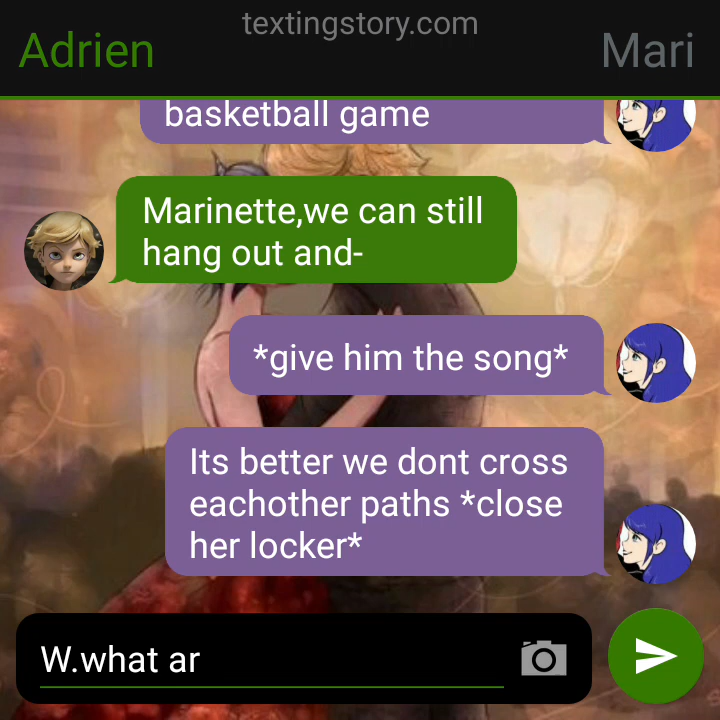 textingstory.com
Adrien
Mari
basketball game
Marinette,we can still
hang out and-
*give him the song*
Its better we dont cross
eachother paths *close
her locker*
W.what ar